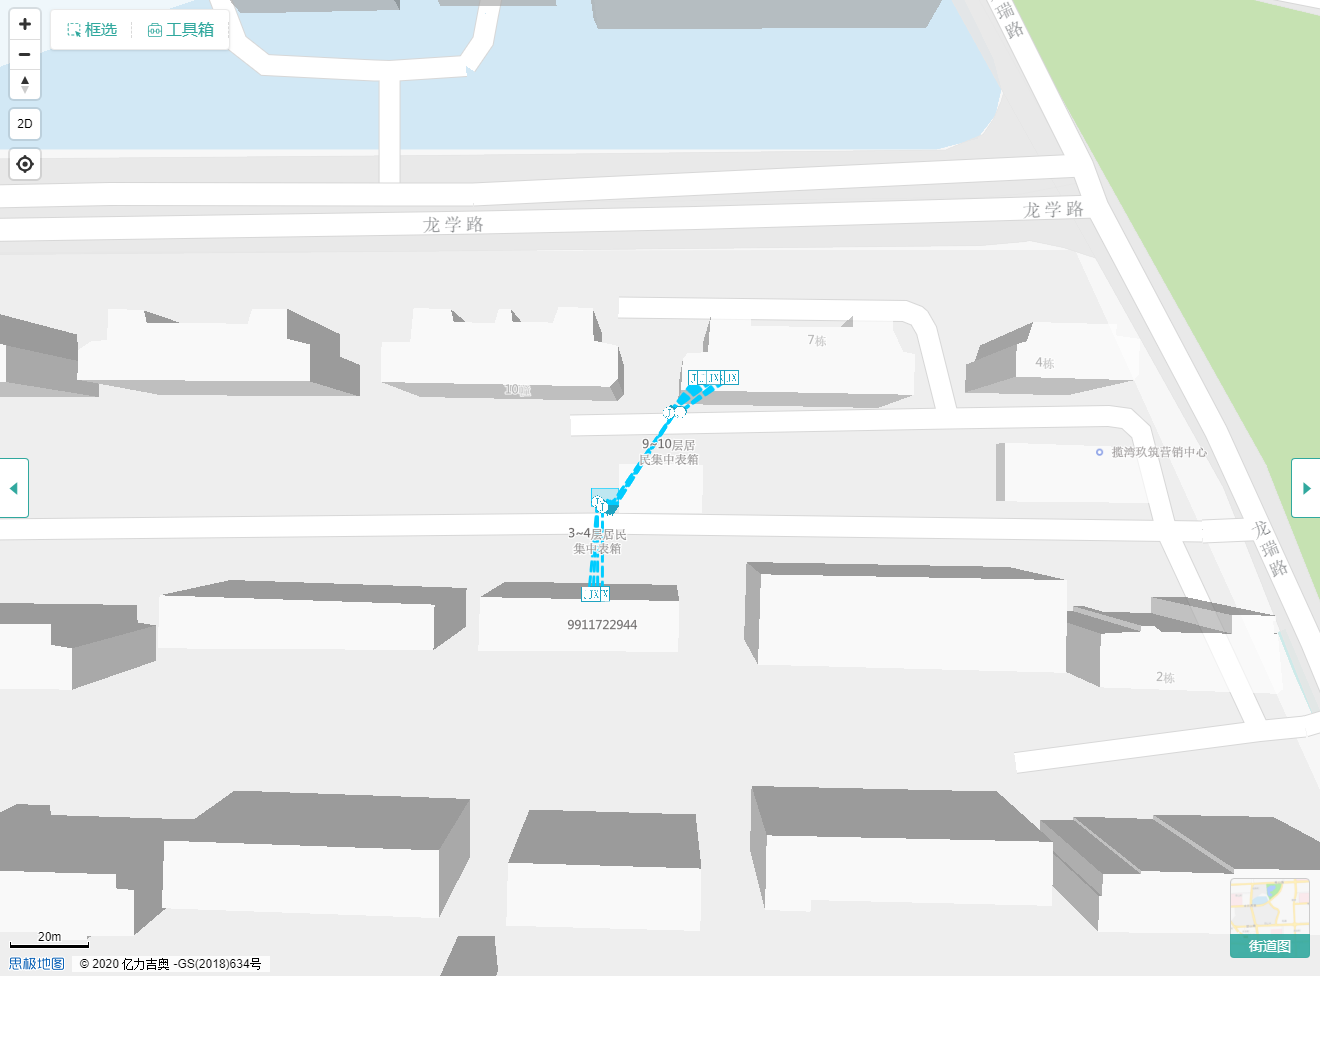 框选
工具箱
2D
瑞路
龙学路
龙学路
7栋
4栋
10
9~10层居
民集中表箱
揽湾玖筑营销中心
3~4层居民
集中表箱
龙瑞路
JX
9911722944
2栋
20m
思极地图
© 2020 亿力吉奥 -GS(2018)634号
街道图